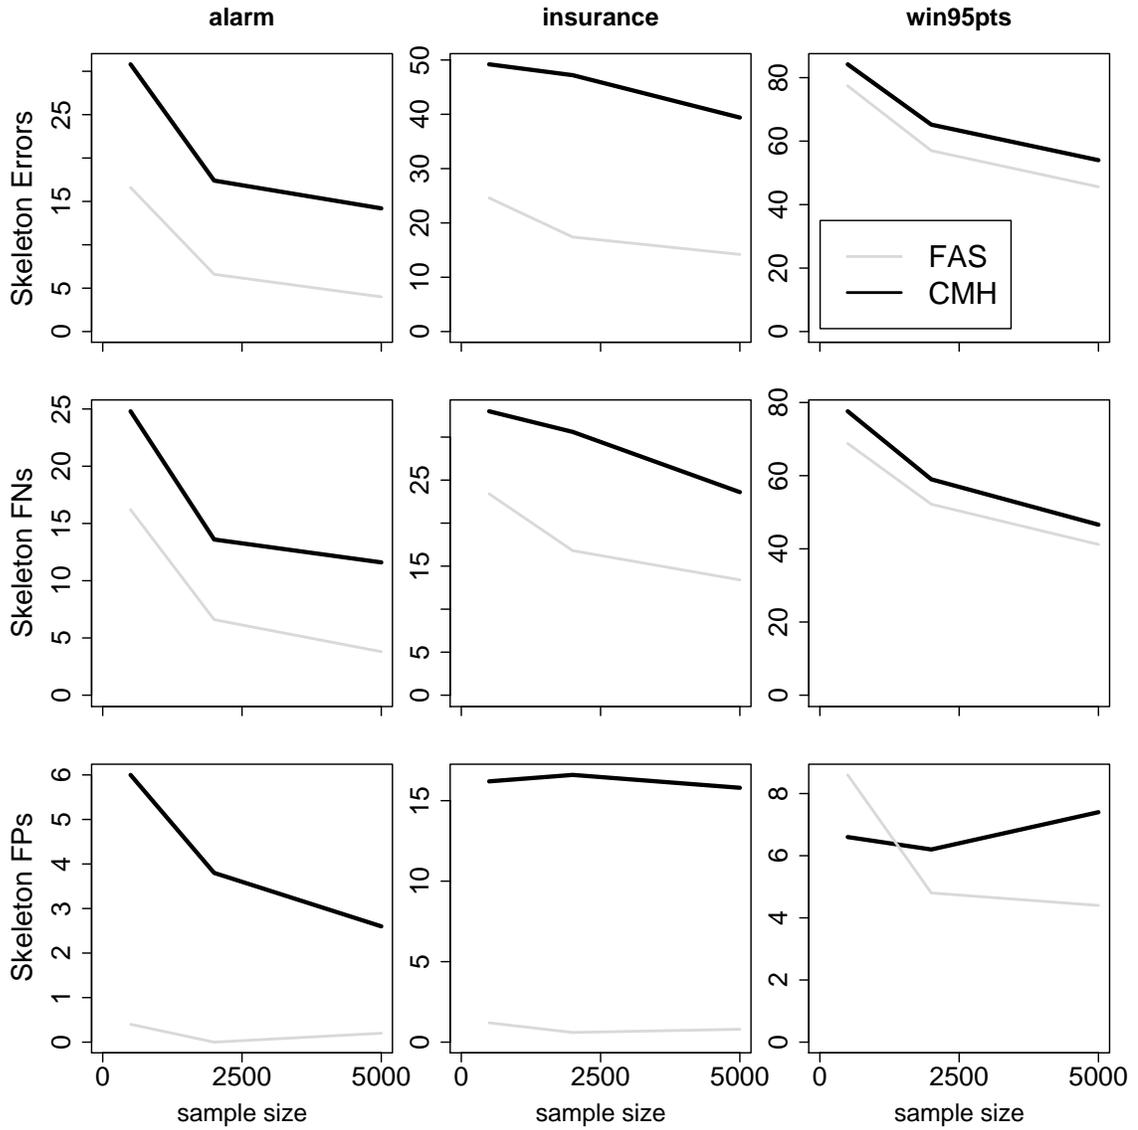 alarm insurance win95pts
Skeleton Errors
0 5 15 25
0 10 20 30 40 50
0 20 40 60 80
FAS
CMH
Skeleton FNs
0 5 10 15 20 25
0 5 15 25
0 20 40 60 80
Skeleton FPs
0 1 2 3 4 5 6
0 5 10 15
0 2 4 6 8
0 2500 5000 0 2500 5000 0 2500 5000
sample size sample size sample size